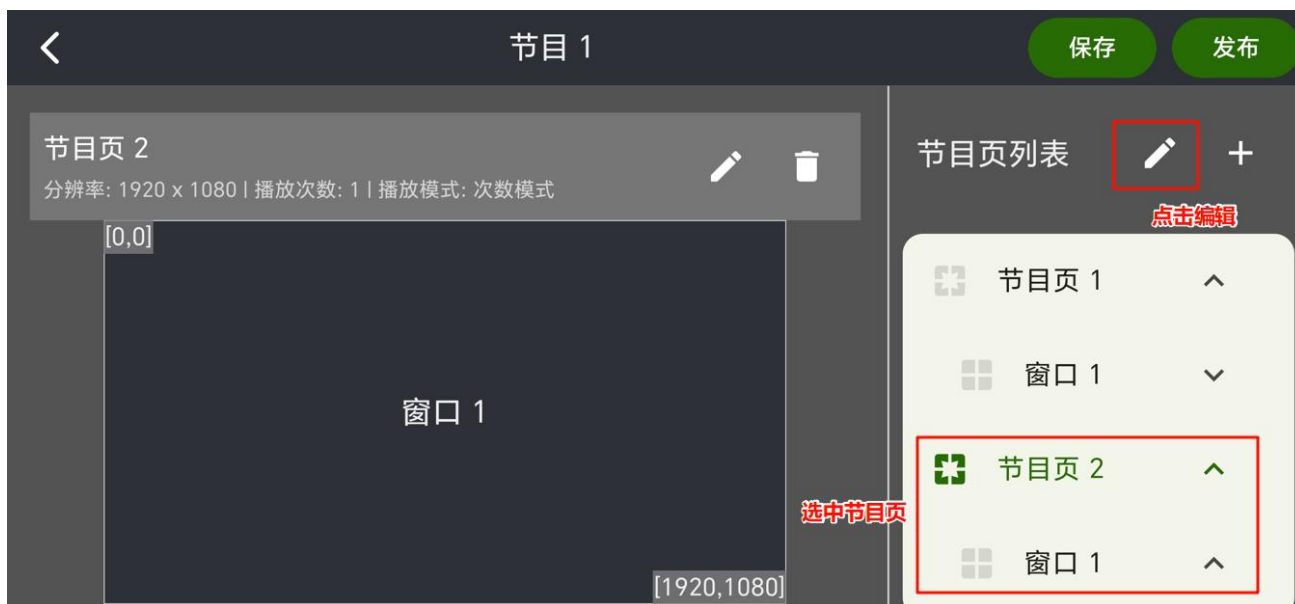 节目 1
保存
发布
节目页 2
分辨率: 1920 x 1080 | 播放次数: 1 | 播放模式: 次数模式
[0,0]
窗口 1
[1920,1080]
节目页列表
点击编辑
节目页 1
窗口 1
选中节目页
节目页 2
窗口 1